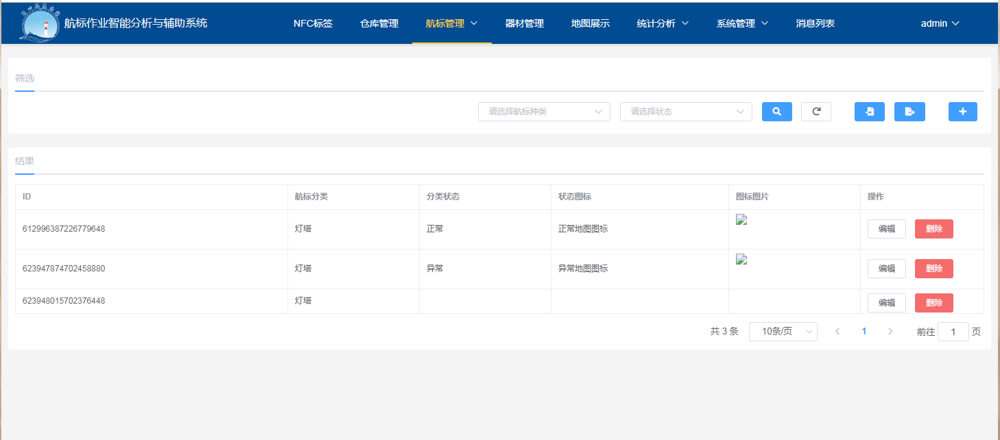 航标作业智能分析与辅助系统 NFC标签 仓库管理 航标管理 器材管理 地图展示 统计分析 系统管理 消息列表 admin
筛选
请选择航标种类 请选择状态
结果
ID 航标分类 分类状态 状态图标 图标图片 操作
612996387226779648 灯塔 正常 正常地图图标 编辑 删除
623947874702458880 灯塔 异常 异常地图图标 编辑 删除
623948015702376448 灯塔 编辑 删除
共 3 条 10条/页 1 前往 1 页